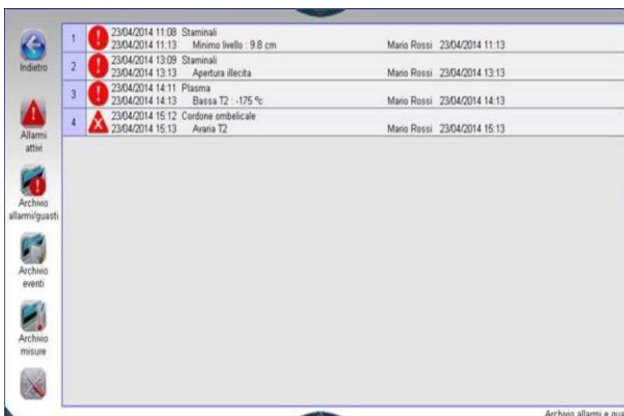 Indietro
Allarmi
attivi
Archivio
allarmi/guasti
Archivio
eventi
Archivio
misure
1 23/04/2014 11:08 Staminali
23/04/2014 11:13 Minimo livello : 9.8 cm Mario Rossi 23/04/2014 11:13
2 23/04/2014 13:09 Staminali
23/04/2014 13:13 Apertura illecita Mario Rossi 23/04/2014 13:13
3 23/04/2014 14:11 Plasma
23/04/2014 14:13 Bassa T2 : -175 ºc Mario Rossi 23/04/2014 14:13
4 23/04/2014 15:12 Cordone ombelicale
23/04/2014 15:13 Avaria T2 Mario Rossi 23/04/2014 15:13
Archivio allarmi e gua